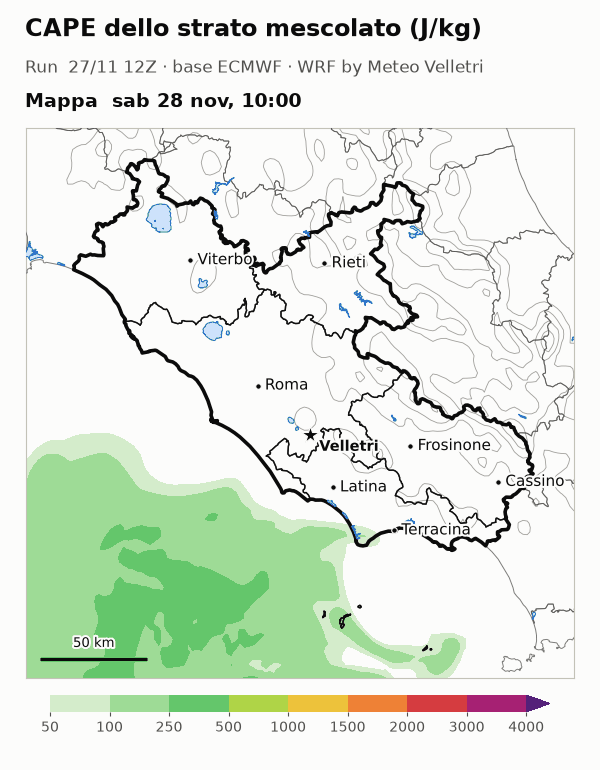 CAPE dello strato mescolato (J/kg)
Run 27/11 12Z · base ECMWF · WRF by Meteo Velletri
Mappa sab 28 nov, 10:00
Viterbo
Rieti
Roma
Velletri
Frosinone
Latina
Cassino
Terracina
50 km
50 100 250 500 1000 1500 2000 3000 4000